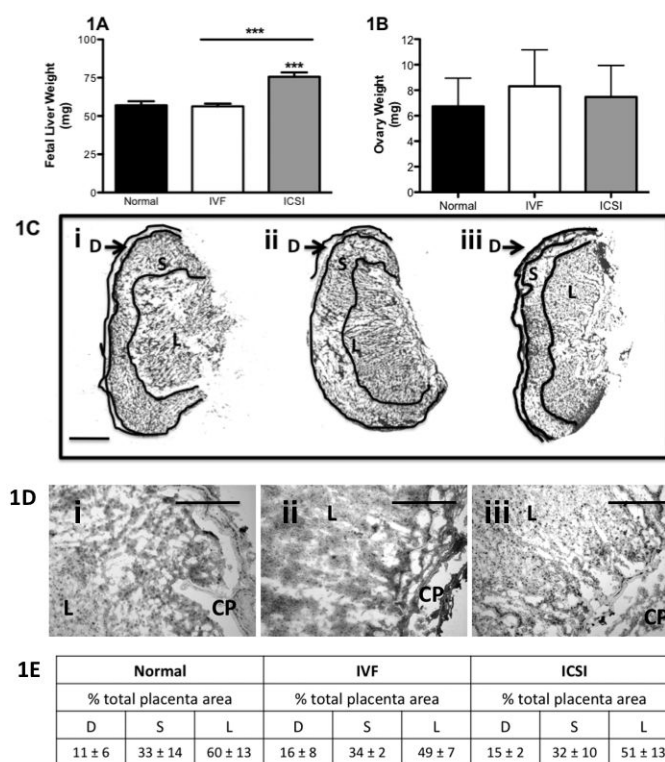 1A
***
***
Fetal Liver Weight
(mg)
100
75
50
25
0
Normal IVF ICSI
1B
Ovary Weight
(mg)
12
10
8
6
4
2
0
Normal IVF ICSI
1C
i D S L
ii D S L
iii D S L
1D
i L CP
ii L CP
iii L CP
1E
Normal IVF ICSI
% total placenta area % total placenta area % total placenta area
D S L D S L D S L
11 ± 6 33 ± 14 60 ± 13 16 ± 8 34 ± 2 49 ± 7 15 ± 2 32 ± 10 51 ± 13